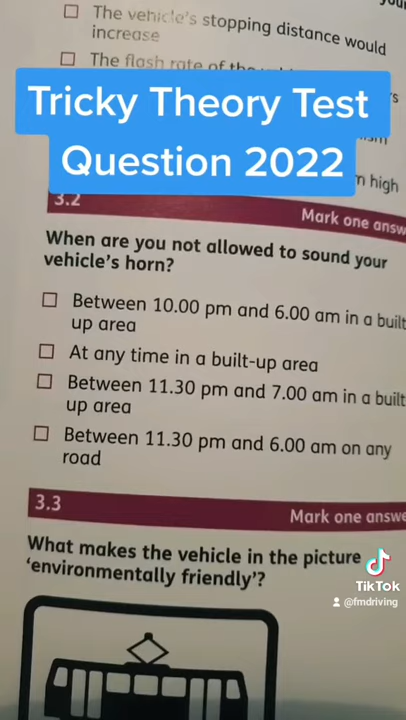 The vehicle's stopping distance would
increase
The flash rate of
Tricky Theory Test
Question 2022
high
3.2
Mark one answ
When are you not allowed to sound your
vehicle's horn?
Between 10.00 pm and 6.00 am in a built
up area
At any time in a built-up area
Between 11.30 pm and 7.00 am in a built
up area
Between 11.30 pm and 6.00 am on any
road
3.3
Mark one answe
What makes the vehicle in the picture
'environmentally friendly'?
TikTok
@fmdriving